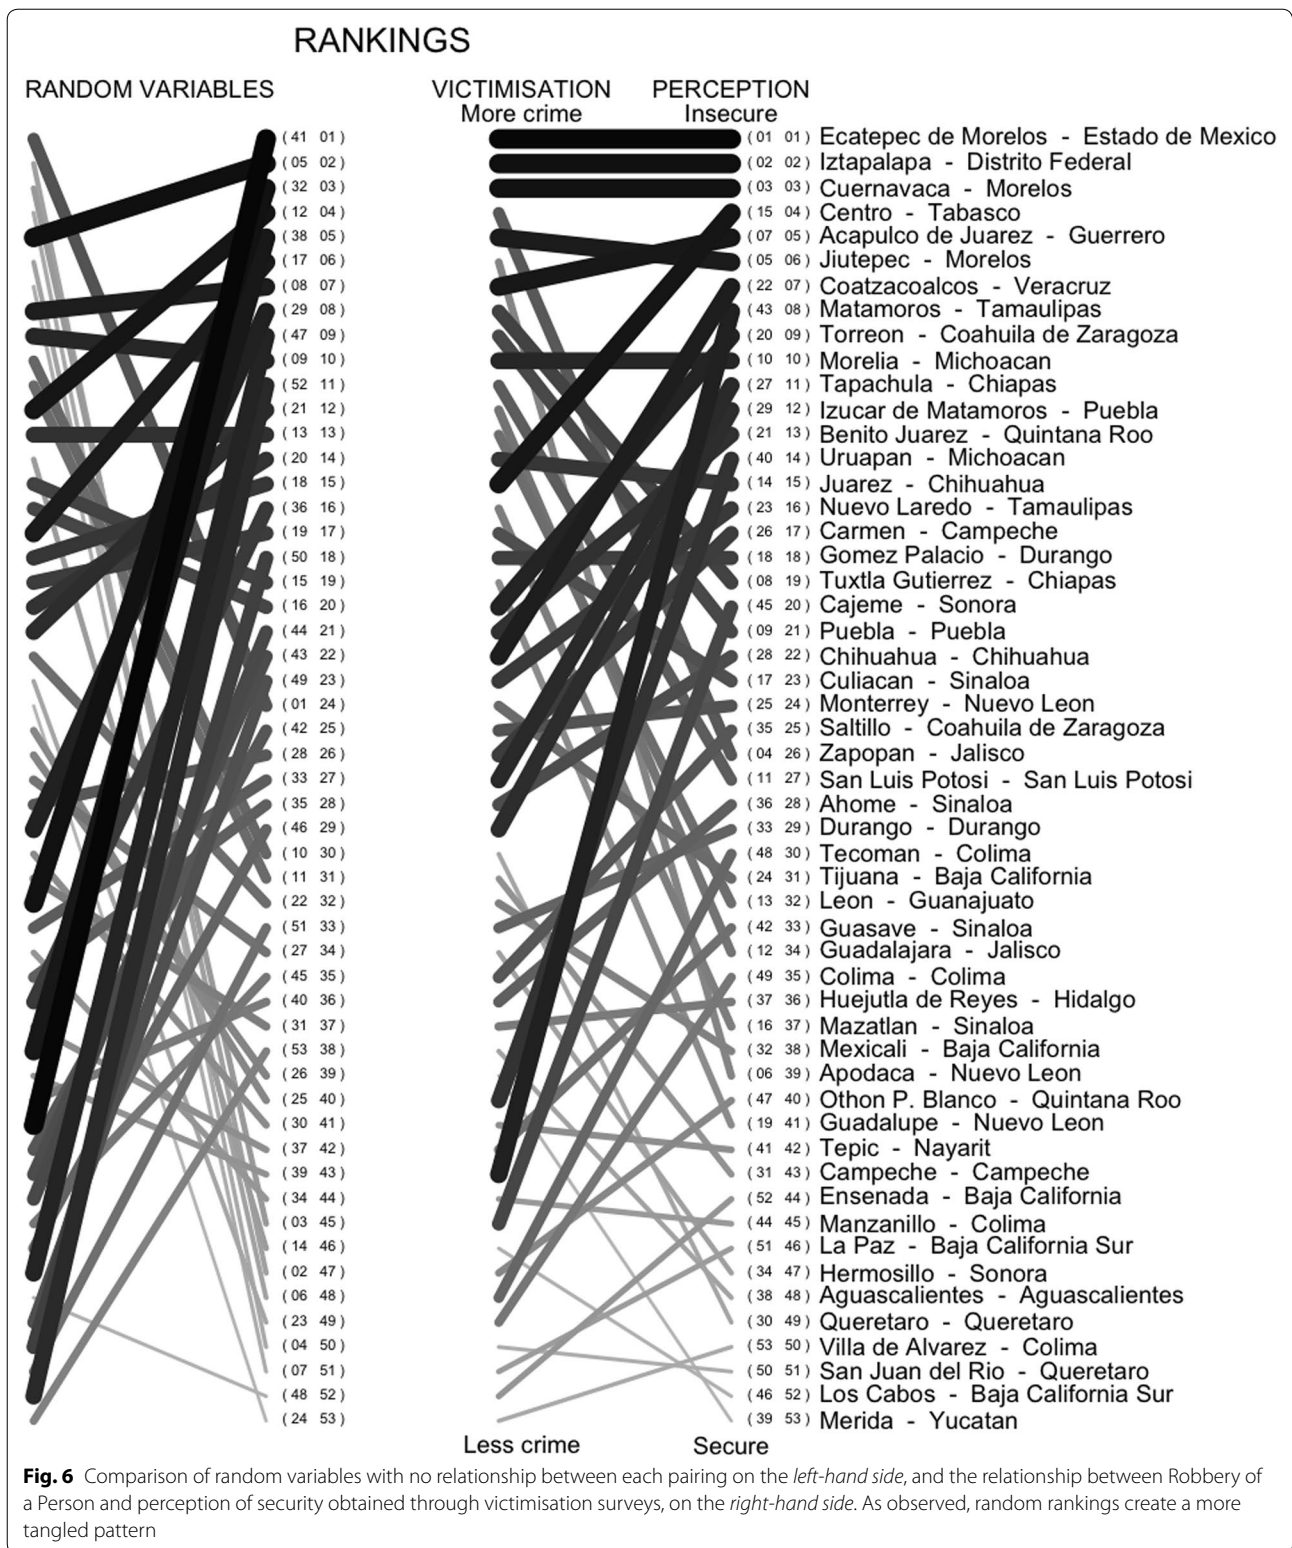 RANKINGS
RANDOM VARIABLES VICTIMISATION PERCEPTION
More crime Insecure
( 41 01 ) ( 01 01 ) Ecatepec de Morelos - Estado de Mexico
( 05 02 ) ( 02 02 ) Iztapalapa - Distrito Federal
( 32 03 ) ( 03 03 ) Cuernavaca - Morelos
( 12 04 ) ( 15 04 ) Centro - Tabasco
( 38 05 ) ( 07 05 ) Acapulco de Juarez - Guerrero
( 17 06 ) ( 05 06 ) Jiutepec - Morelos
( 08 07 ) ( 22 07 ) Coatzacoalcos - Veracruz
( 29 08 ) ( 43 08 ) Matamoros - Tamaulipas
( 47 09 ) ( 20 09 ) Torreon - Coahuila de Zaragoza
( 09 10 ) ( 10 10 ) Morelia - Michoacan
( 52 11 ) ( 27 11 ) Tapachula - Chiapas
( 21 12 ) ( 29 12 ) Izucar de Matamoros - Puebla
( 13 13 ) ( 21 13 ) Benito Juarez - Quintana Roo
( 20 14 ) ( 40 14 ) Uruapan - Michoacan
( 18 15 ) ( 14 15 ) Juarez - Chihuahua
( 36 16 ) ( 23 16 ) Nuevo Laredo - Tamaulipas
( 19 17 ) ( 26 17 ) Carmen - Campeche
( 50 18 ) ( 18 18 ) Gomez Palacio - Durango
( 15 19 ) ( 08 19 ) Tuxtla Gutierrez - Chiapas
( 16 20 ) ( 45 20 ) Cajeme - Sonora
( 44 21 ) ( 09 21 ) Puebla - Puebla
( 43 22 ) ( 28 22 ) Chihuahua - Chihuahua
( 49 23 ) ( 17 23 ) Culiacan - Sinaloa
( 01 24 ) ( 25 24 ) Monterrey - Nuevo Leon
( 42 25 ) ( 35 25 ) Saltillo - Coahuila de Zaragoza
( 28 26 ) ( 04 26 ) Zapopan - Jalisco
( 33 27 ) ( 11 27 ) San Luis Potosi - San Luis Potosi
( 35 28 ) ( 36 28 ) Ahome - Sinaloa
( 46 29 ) ( 33 29 ) Durango - Durango
( 10 30 ) ( 48 30 ) Tecoman - Colima
( 11 31 ) ( 24 31 ) Tijuana - Baja California
( 22 32 ) ( 13 32 ) Leon - Guanajuato
( 51 33 ) ( 42 33 ) Guasave - Sinaloa
( 27 34 ) ( 12 34 ) Guadalajara - Jalisco
( 45 35 ) ( 49 35 ) Colima - Colima
( 40 36 ) ( 37 36 ) Huejutla de Reyes - Hidalgo
( 31 37 ) ( 16 37 ) Mazatlan - Sinaloa
( 53 38 ) ( 32 38 ) Mexicali - Baja California
( 26 39 ) ( 06 39 ) Apodaca - Nuevo Leon
( 25 40 ) ( 47 40 ) Othon P. Blanco - Quintana Roo
( 30 41 ) ( 19 41 ) Guadalupe - Nuevo Leon
( 37 42 ) ( 41 42 ) Tepic - Nayarit
( 39 43 ) ( 31 43 ) Campeche - Campeche
( 34 44 ) ( 52 44 ) Ensenada - Baja California
( 03 45 ) ( 44 45 ) Manzanillo - Colima
( 14 46 ) ( 51 46 ) La Paz - Baja California Sur
( 02 47 ) ( 34 47 ) Hermosillo - Sonora
( 06 48 ) ( 38 48 ) Aguascalientes - Aguascalientes
( 23 49 ) ( 30 49 ) Queretaro - Queretaro
( 04 50 ) ( 53 50 ) Villa de Alvarez - Colima
( 07 51 ) ( 50 51 ) San Juan del Rio - Queretaro
( 48 52 ) ( 46 52 ) Los Cabos - Baja California Sur
( 24 53 ) ( 39 53 ) Merida - Yucatan
Less crime Secure
Fig. 6 Comparison of random variables with no relationship between each pairing on the left-hand side, and the relationship between Robbery of
a Person and perception of security obtained through victimisation surveys, on the right-hand side. As observed, random rankings create a more
tangled pattern